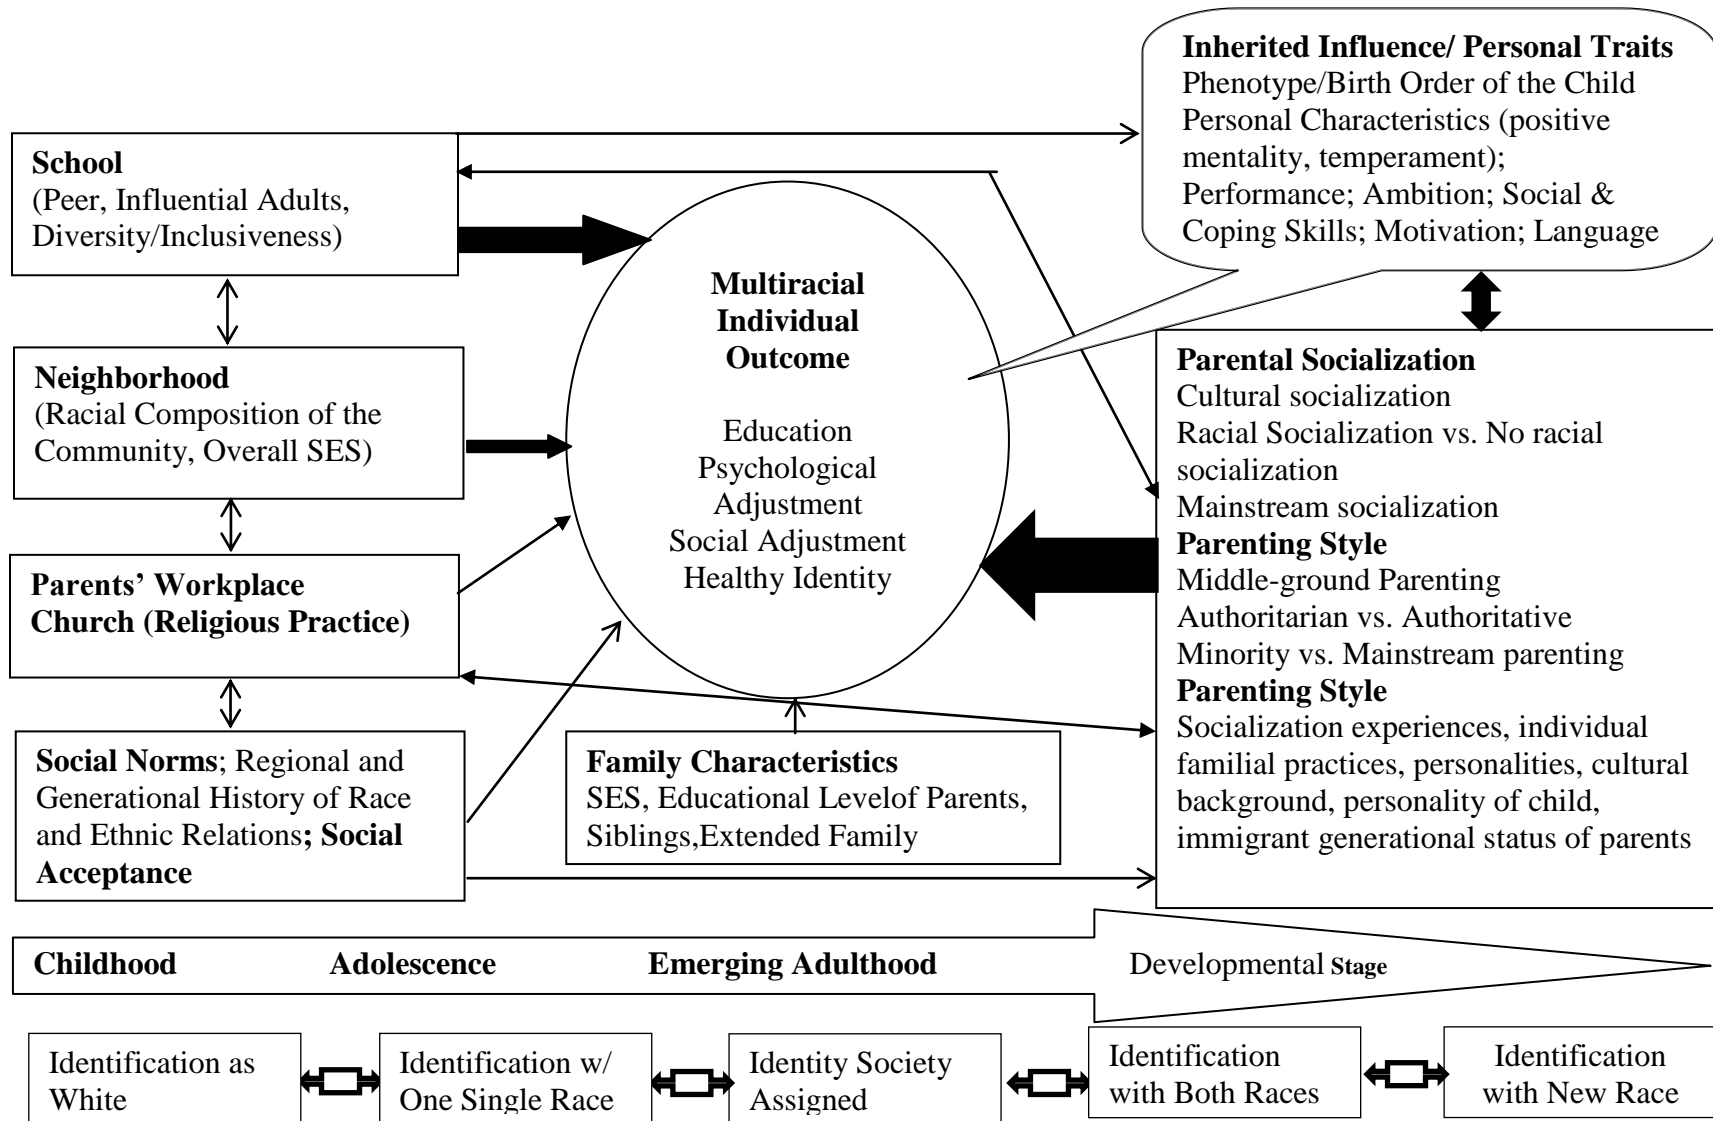 Inherited Influence/ Personal Traits
Phenotype/Birth Order of the Child
Personal Characteristics (positive
mentality, temperament);
Performance; Ambition; Social &
Coping Skills; Motivation; Language
School
(Peer, Influential Adults,
Diversity/Inclusiveness)
Neighborhood
(Racial Composition of the
Community, Overall SES)
Parents’ Workplace
Church (Religious Practice)
Social Norms; Regional and
Generational History of Race
and Ethnic Relations; Social
Acceptance
Multiracial
Individual
Outcome
Education
Psychological
Adjustment
Social Adjustment
Healthy Identity
Family Characteristics
SES, Educational Levelof Parents,
Siblings,Extended Family
Parental Socialization
Cultural socialization
Racial Socialization vs. No racial
socialization
Mainstream socialization
Parenting Style
Middle-ground Parenting
Authoritarian vs. Authoritative
Minority vs. Mainstream parenting
Parenting Style
Socialization experiences, individual
familial practices, personalities, cultural
background, personality of child,
immigrant generational status of parents
Childhood Adolescence Emerging Adulthood Developmental Stage
Identification as
White
Identification w/
One Single Race
Identity Society
Assigned
Identification
with Both Races
Identification
with New Race